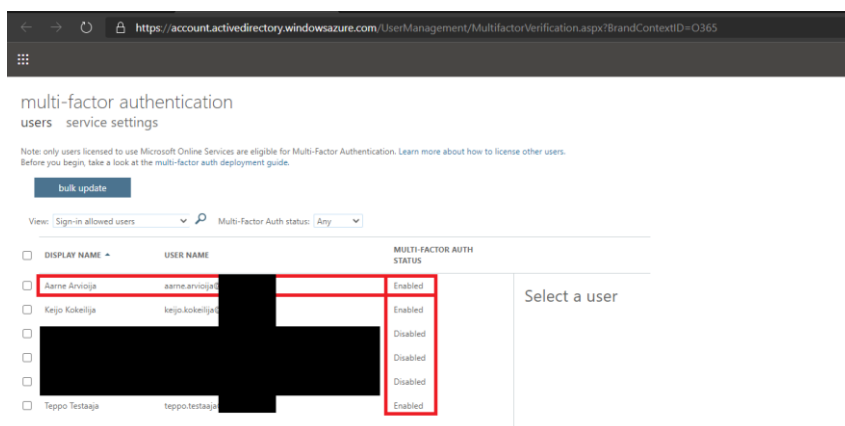 https://account.activedirectory.windowsazure.com/UserManagement/MultifactorVerification.aspx?BrandContextID=O365
multi-factor authentication
users service settings
Note: only users licensed to use Microsoft Online Services are eligible for Multi-Factor Authentication. Learn more about how to license other users.
Before you begin, take a look at the multi-factor auth deployment guide.
bulk update
View: Sign-in allowed users Multi-Factor Auth status: Any
DISPLAY NAME USER NAME MULTI-FACTOR AUTH STATUS
Aarne Arvioija aarne.arvioija@ Enabled
Select a user
Keijo Kokeilija keijo.kokeilija@ Enabled
Disabled
Disabled
Disabled
Teppo Testaaja teppo.testaaja Enabled